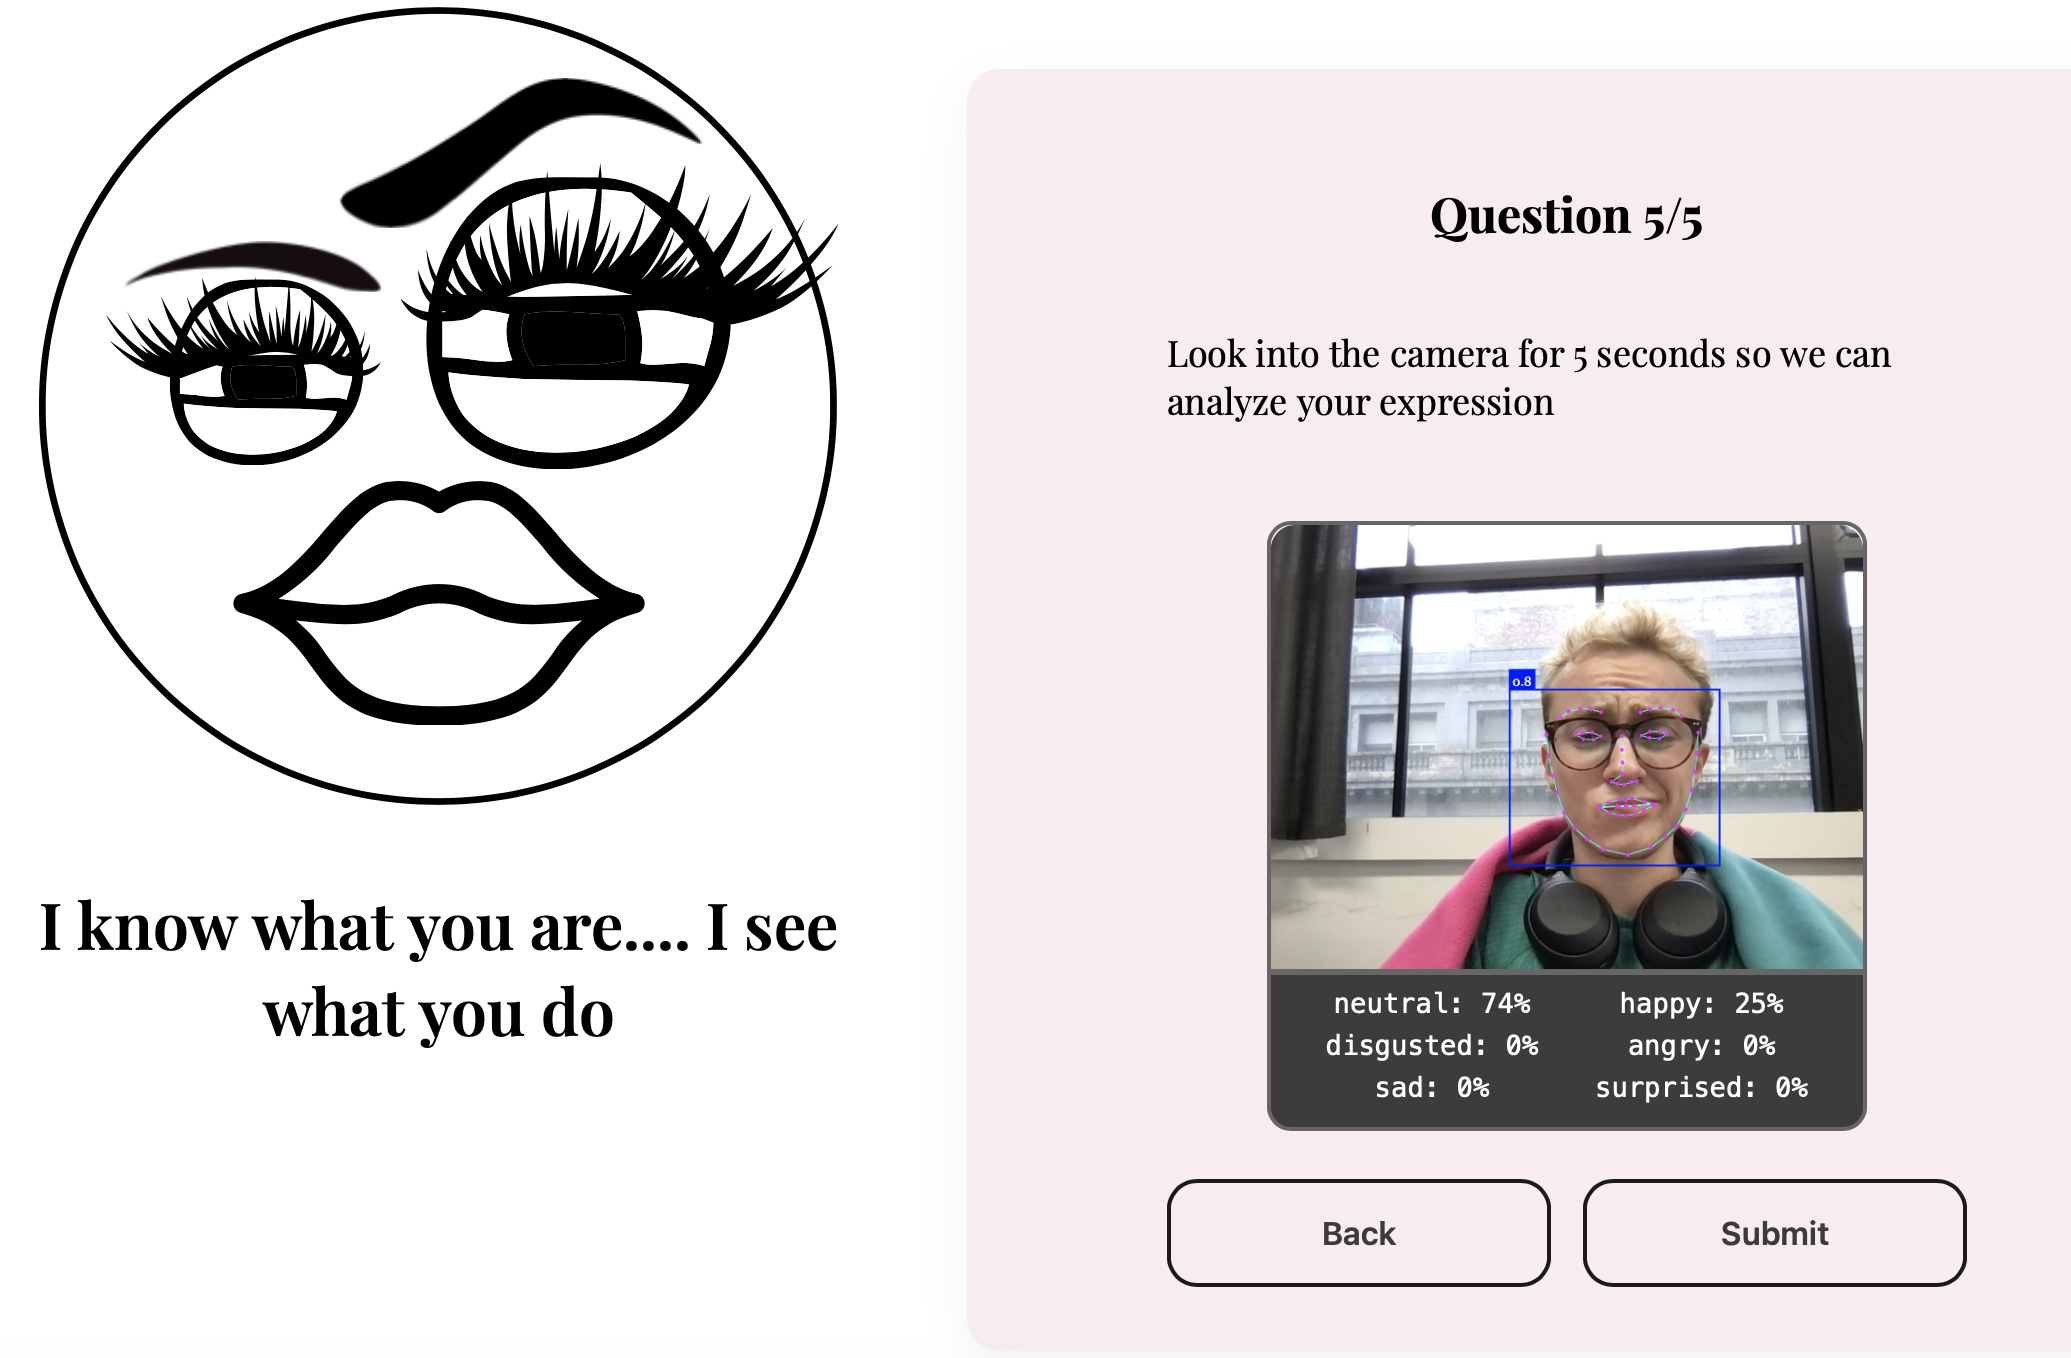 I know what you are.... I see
what you do
Question 5/5
Look into the camera for 5 seconds so we can
analyze your expression
0.8
neutral: 74% happy: 25%
disgusted: 0% angry: 0%
sad: 0% surprised: 0%
Back Submit